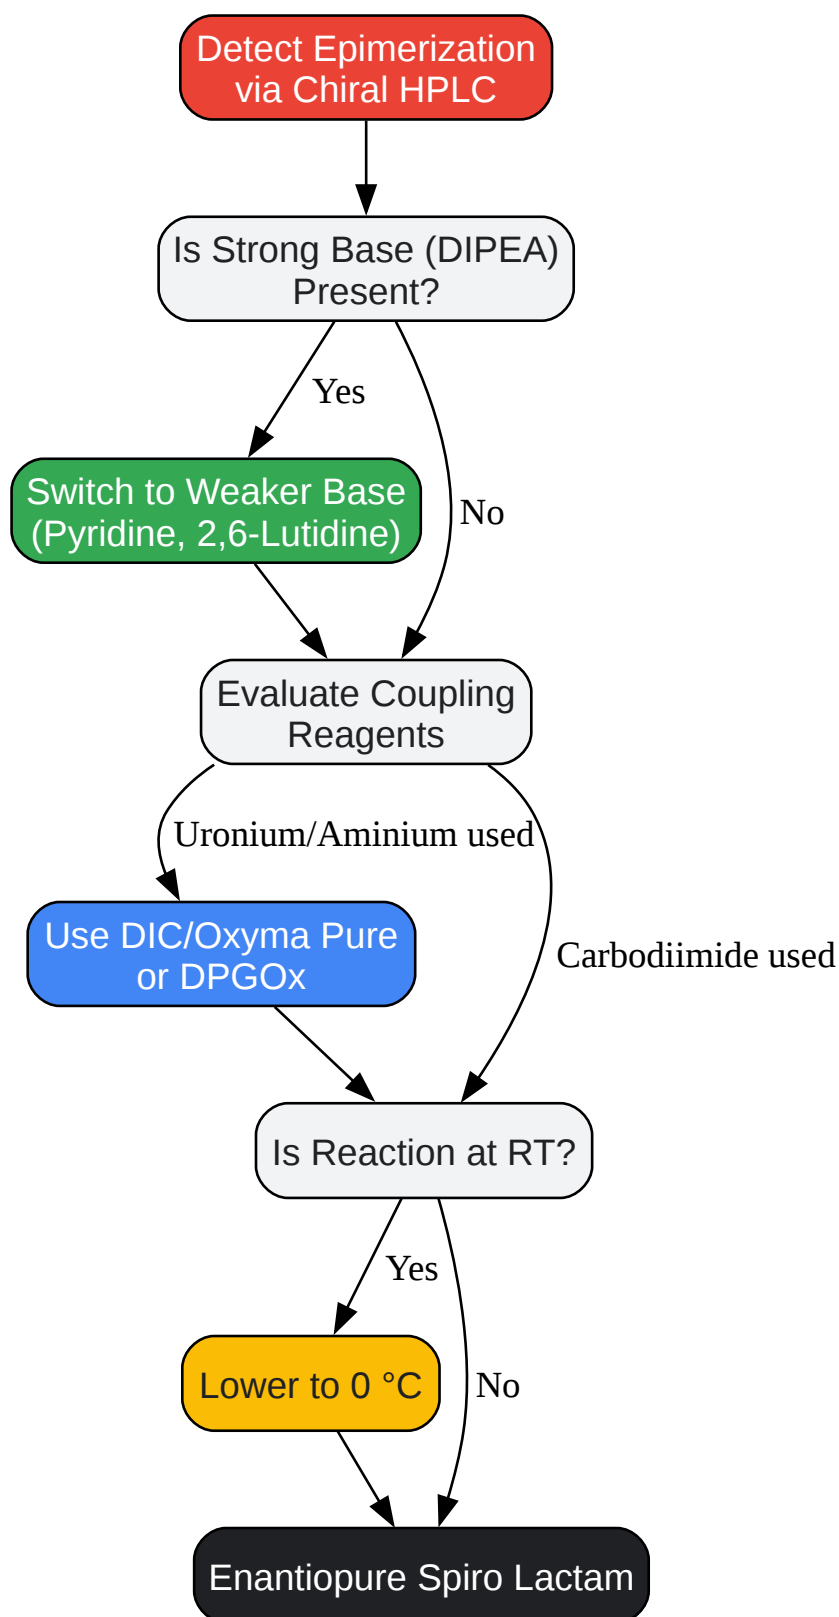 Detect Epimerization
via Chiral HPLC
Is Strong Base (DIPEA)
Present?
Yes
Switch to Weaker Base
(Pyridine, 2,6-Lutidine)
No
Evaluate Coupling
Reagents
Uronium/Aminium used
Use DIC/Oxyma Pure
or DPGOx
Carbodiimide used
Is Reaction at RT?
Yes
Lower to 0 °C
No
Enantiopure Spiro Lactam